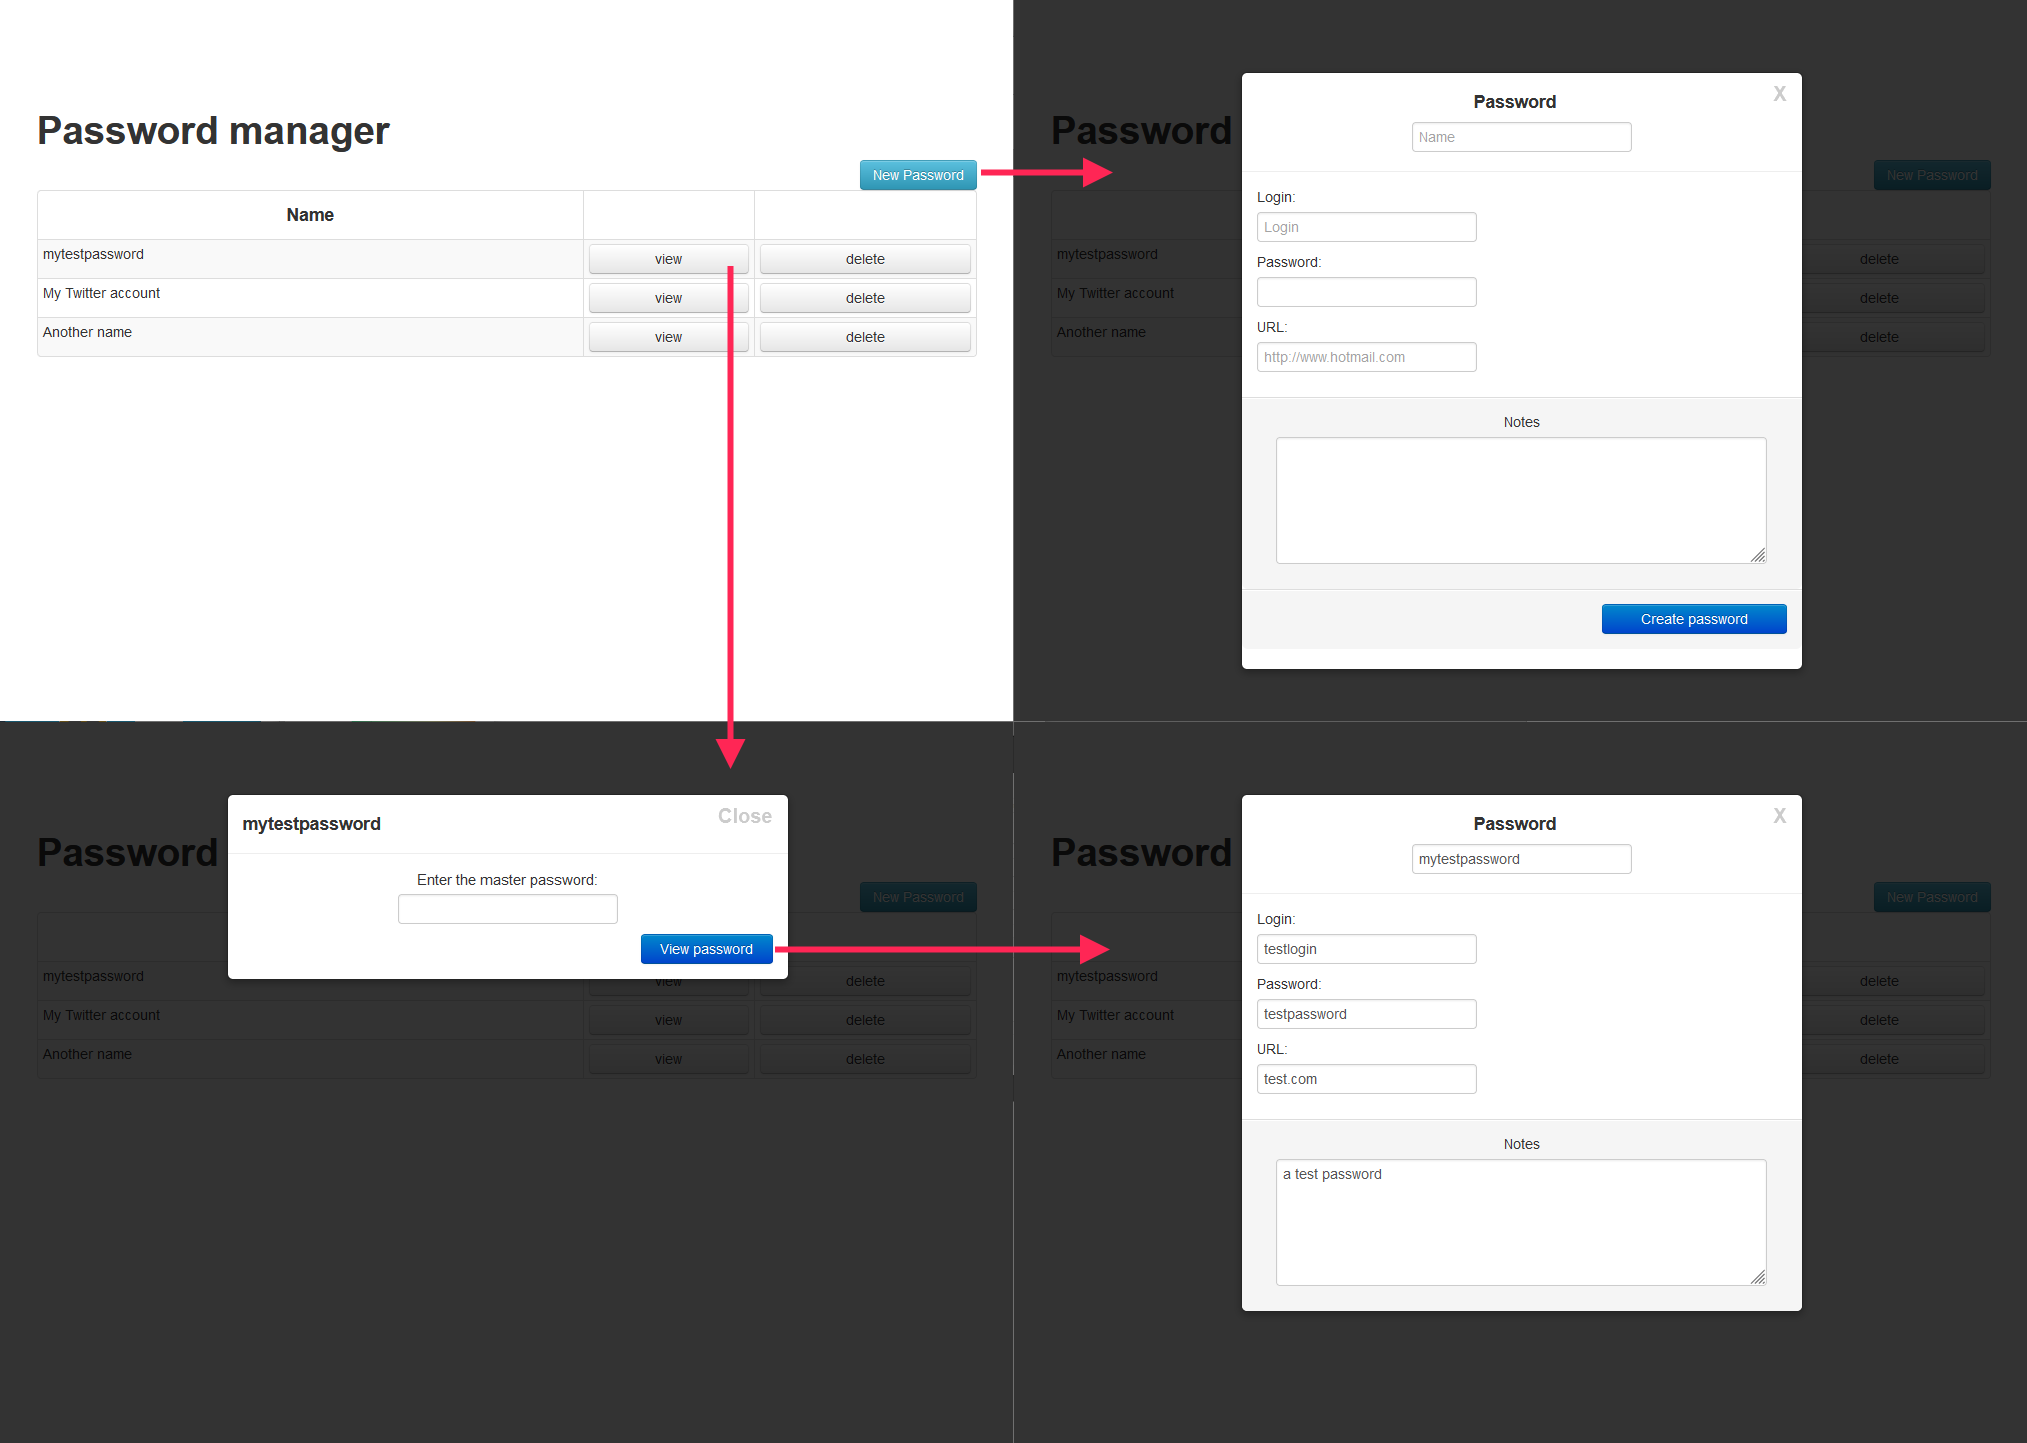 Password manager
New Password
Name
mytestpassword view delete
My Twitter account view delete
Another name view delete
Password X
Name
Password
New Password
Login:
Login
mytestpassword
delete
Password:
My Twitter account
delete
URL:
Another name
delete
http://www.hotmail.com
Notes
Create password
mytestpassword Close
Password
Enter the master password:
New Password
View password
mytestpassword view delete
My Twitter account view delete
Another name view delete
Password X
mytestpassword
Password
New Password
Login:
testlogin
mytestpassword
delete
Password:
testpassword
My Twitter account
delete
URL:
Another name
delete
test.com
Notes
a test password